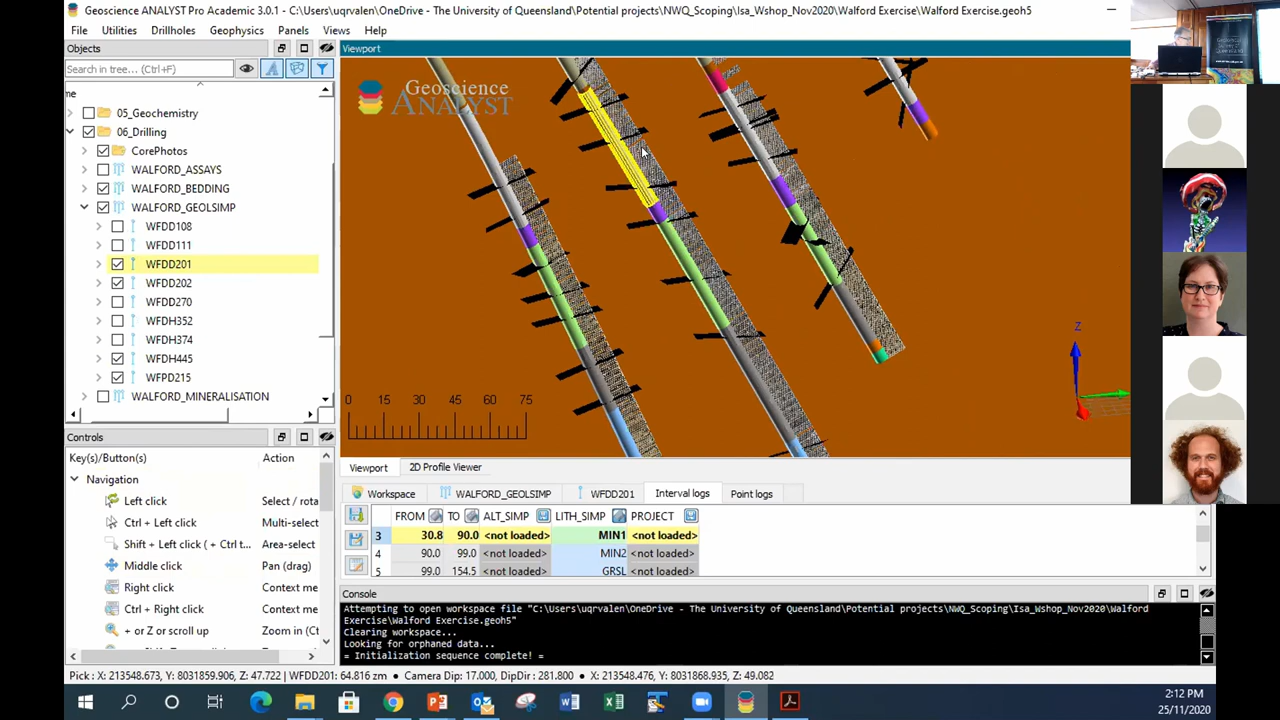 Geoscience ANALYST Pro Academic 3.0.1 - C:\Users\uqrvalen\OneDrive - The University of Queensland\Potential projects\NWQ_Scoping\Isa_Wshop_Nov2020\Walford Exercise\Walford Exercise.geoh5
File Utilities Drillholes Geophysics Panels Views Help
Objects
Viewport
Search in tree... (Ctrl+F)
me
05_Geochemistry
06_Drilling
CorePhotos
WALFORD_ASSAYS
WALFORD_BEDDING
WALFORD_GEOLSIMP
WFDD108
WFDD111
WFDD201
WFDD202
WFDD270
WFDH352
WFDH374
WFDH445
WFPD215
WALFORD_MINERALISATION
Geoscience
ANALYST
Z
0 15 30 45 60 75
Controls
Key(s)/Button(s) Action
Navigation
Left click Select / rota
Ctrl + Left click Multi-select
Shift + Left click ( + Ctrl t... Area-select
Middle click Pan (drag)
Right click Context me
Ctrl + Right click Context me
+ or Z or scroll up Zoom in (Ct
Viewport 2D Profile Viewer
Workspace WALFORD_GEOLSIMP WFDD201 Interval logs Point logs
FROM TO ALT_SIMP LITH_SIMP PROJECT
3 30.8 90.0 <not loaded> MIN1 <not loaded>
4 90.0 99.0 <not loaded> MIN2 <not loaded>
5 99.0 154.5 <not loaded> GRSL <not loaded>
Console
Attempting to open workspace file "C:\Users\uqrvalen\OneDrive - The University of Queensland\Potential projects\NWQ_Scoping\Isa_Wshop_Nov2020\Walford
Exercise\Walford Exercise.geoh5"
Clearing workspace...
Looking for orphaned data...
= Initialization sequence complete! =
Pick : X: 213548.673, Y: 8031859.906, Z: 47.722 | WFDD201: 64.816 zm • Camera Dip: 17.000, DipDir : 281.800 • X: 213548.476, Y: 8031868.935, Z: 49.082
2:12 PM
25/11/2020